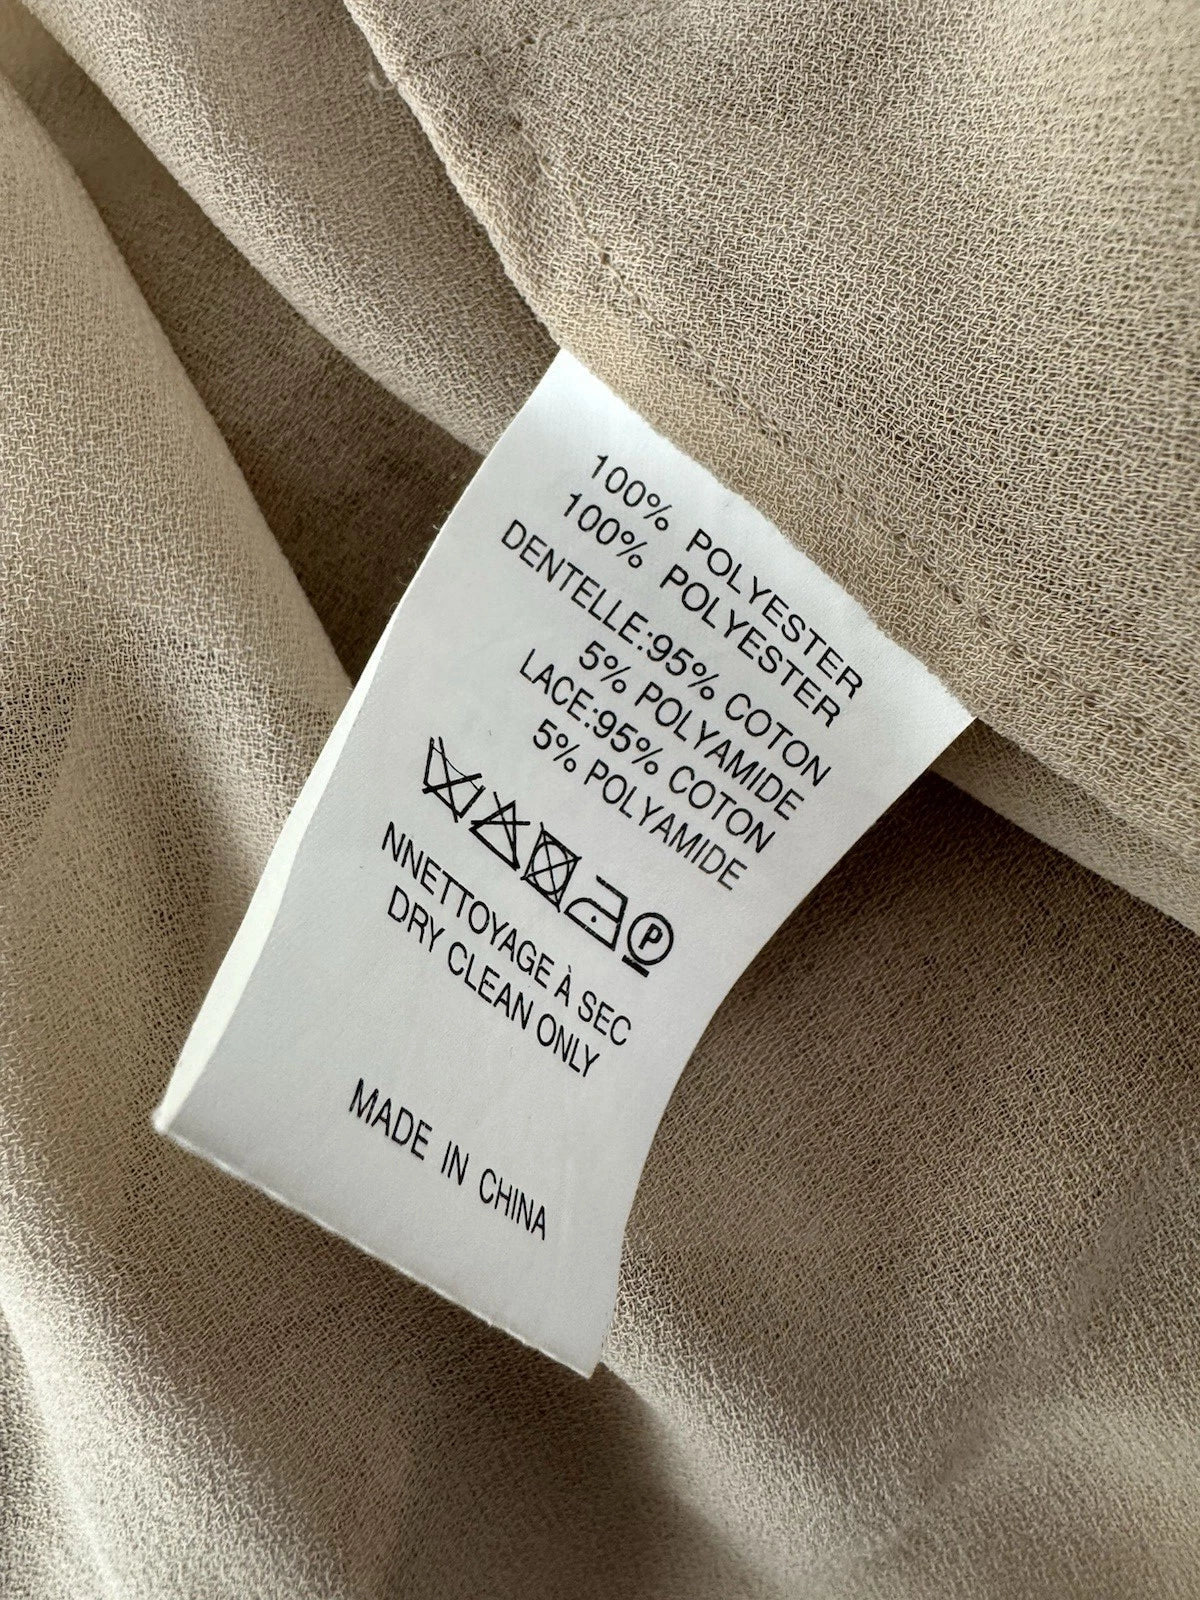 100% POLYESTER
100% POLYESTER
DENTELLE:95% COTON
5% POLYAMIDE
LACE:95% COTON
5% POLYAMIDE
P
NNETTOYAGE À SEC
DRY CLEAN ONLY
MADE IN CHINA